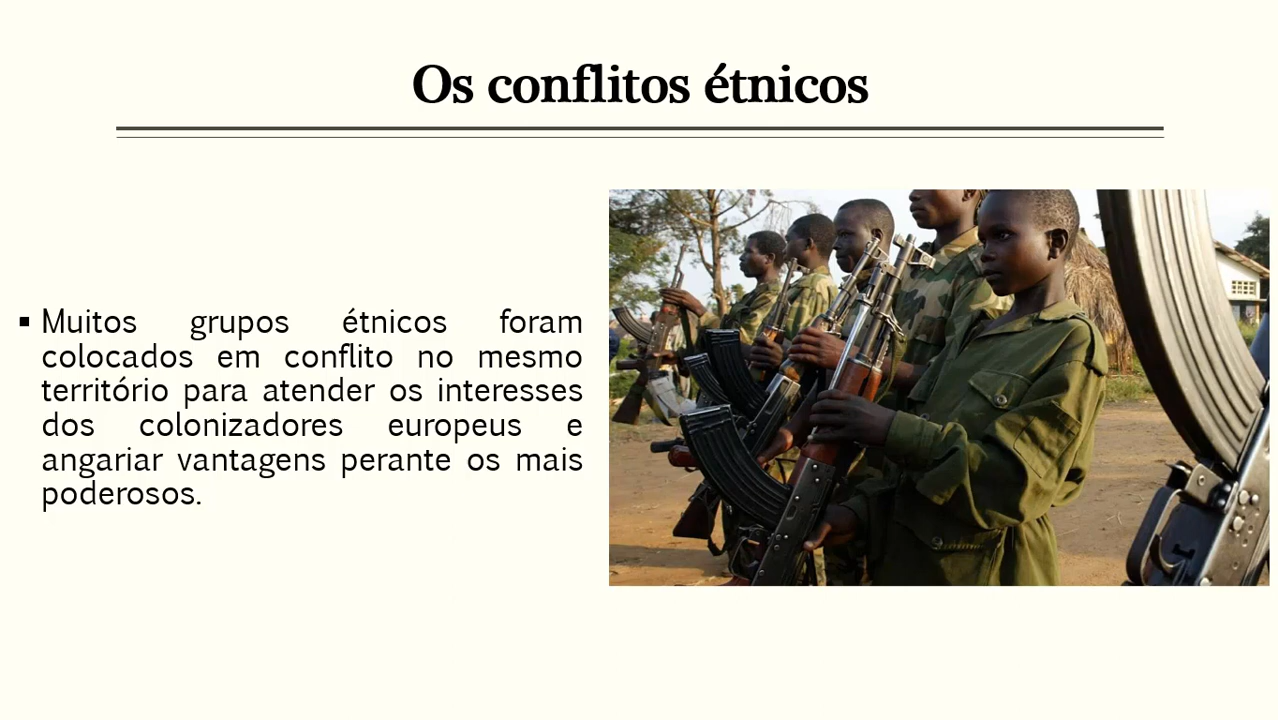 Os conflitos étnicos
▪ Muitos grupos étnicos foram
colocados em conflito no mesmo
território para atender os interesses
dos colonizadores europeus e
angariar vantagens perante os mais
poderosos.